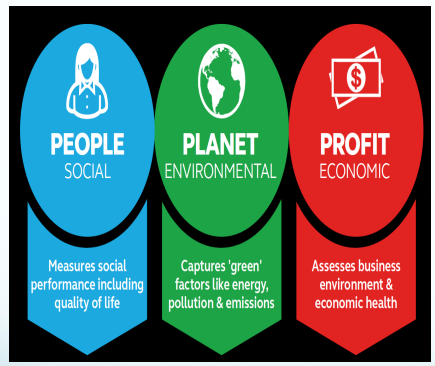 PEOPLE
SOCIAL
Measures social
performance including
quality of life
PLANET
ENVIRONMENTAL
Captures 'green'
factors like energy,
pollution & emissions
$
PROFIT
ECONOMIC
Assesses business
environment &
economic health